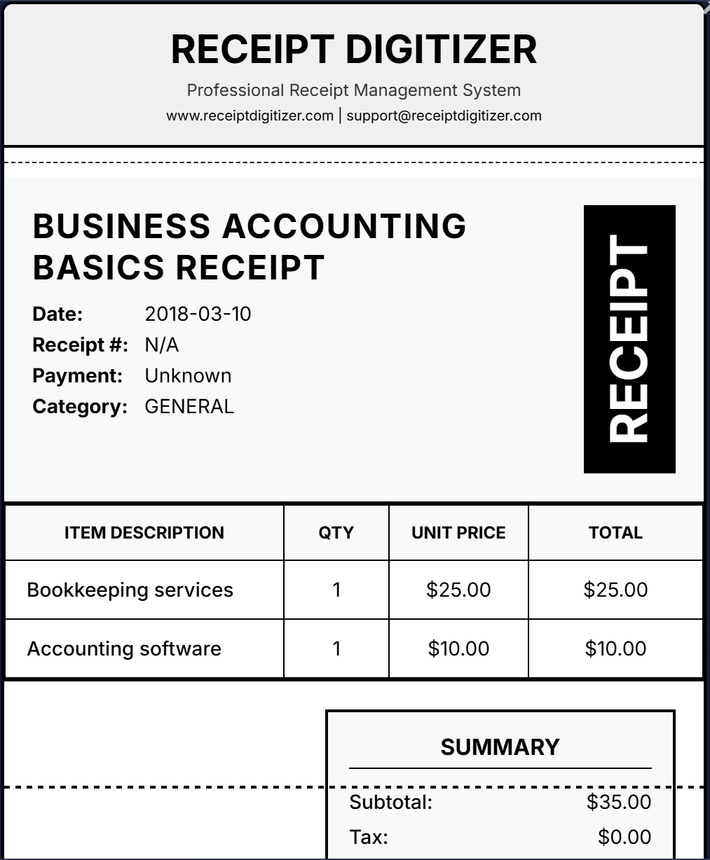 RECEIPT DIGITIZER
Professional Receipt Management System
www.receiptdigitizer.com | support@receiptdigitizer.com
BUSINESS ACCOUNTING
BASICS RECEIPT
Date: 2018-03-10
Receipt #: N/A
Payment: Unknown
Category: GENERAL
RECEIPT
ITEM DESCRIPTION QTY UNIT PRICE TOTAL
Bookkeeping services 1 $25.00 $25.00
Accounting software 1 $10.00 $10.00
SUMMARY
Subtotal: $35.00
Tax: $0.00